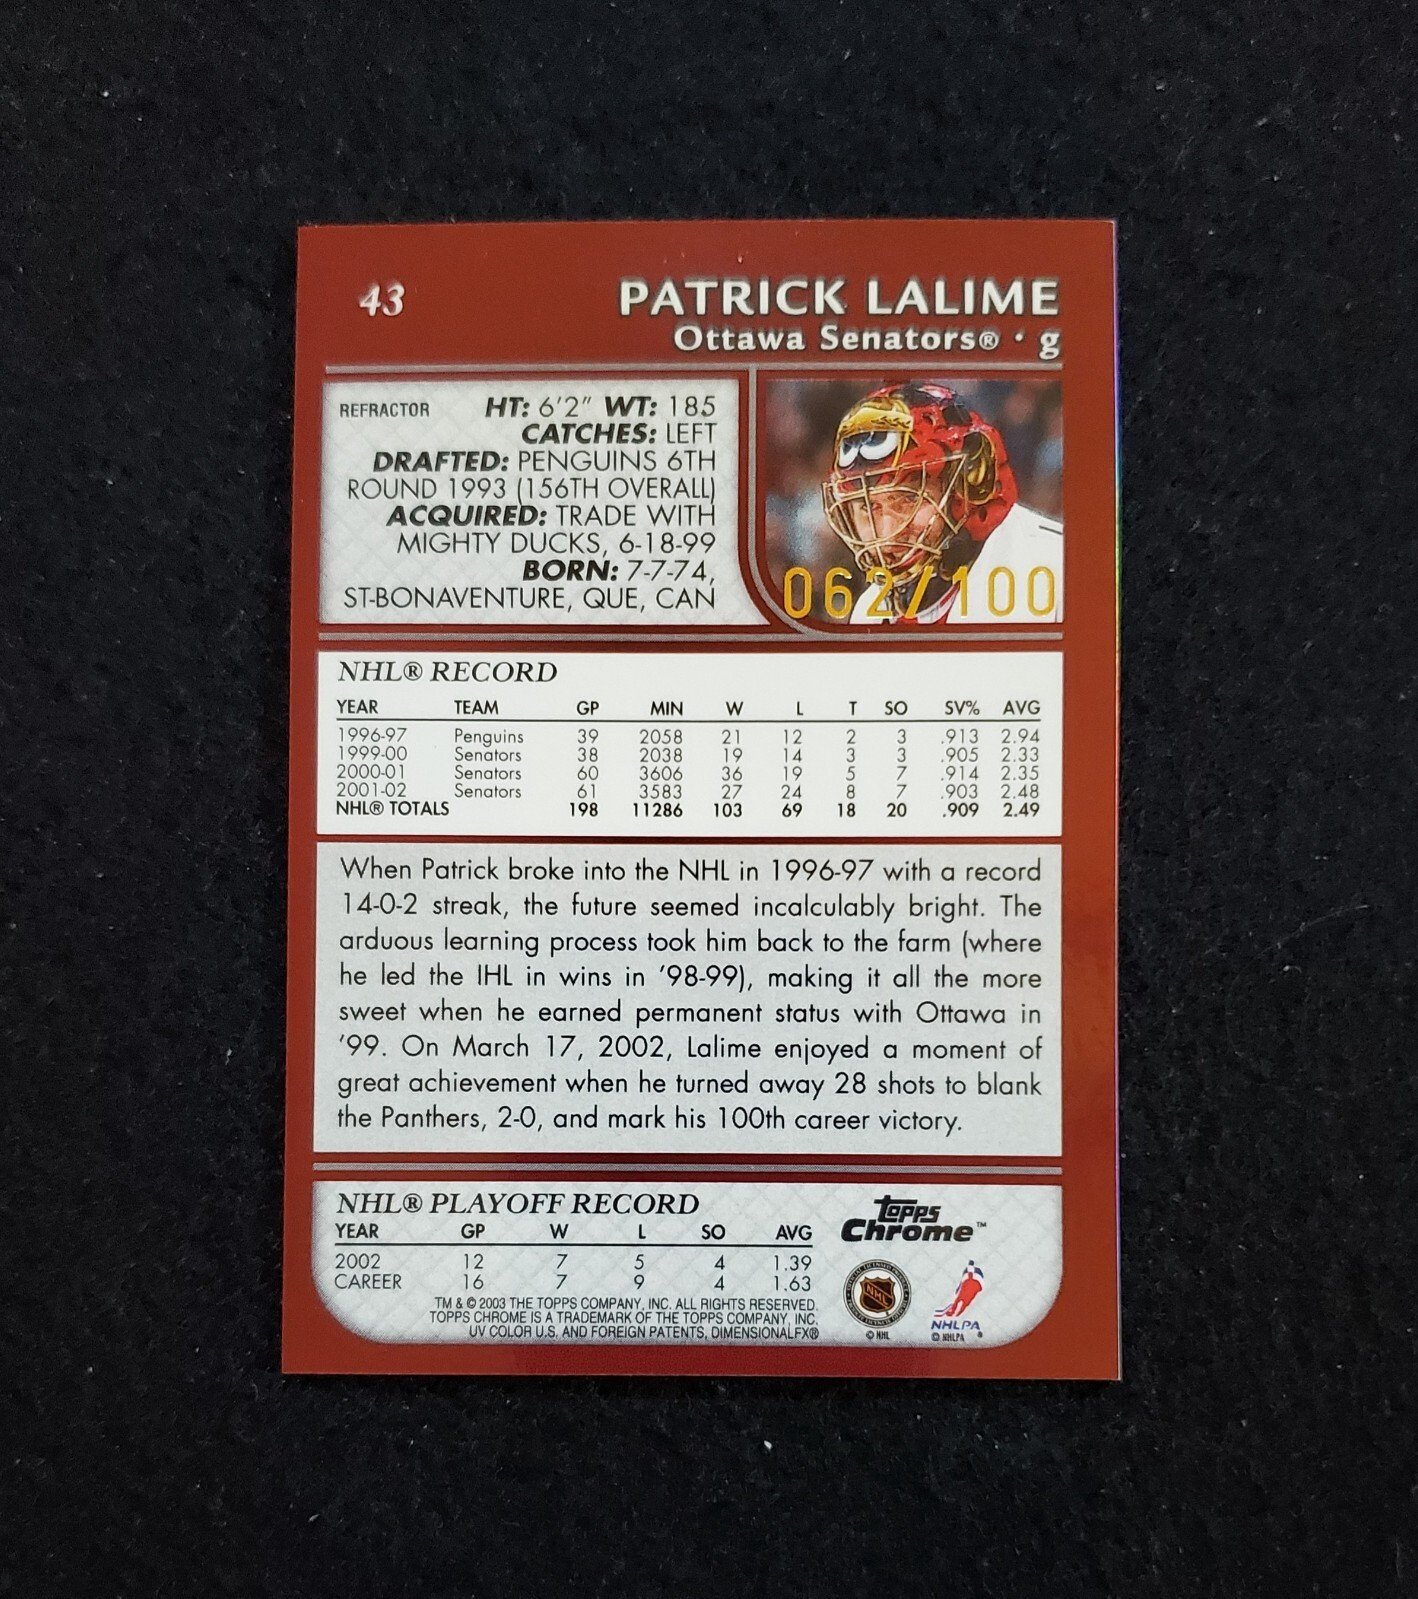 43
PATRICK LALIME
Ottawa Senators® • g
REFRACTOR HT: 6'2" WT: 185
CATCHES: LEFT
DRAFTED: PENGUINS 6TH
ROUND 1993 (156TH OVERALL)
ACQUIRED: TRADE WITH
MIGHTY DUCKS, 6-18-99
BORN: 7-7-74,
ST-BONAVENTURE, QUE, CAN
062/100
NHL® RECORD
YEAR TEAM GP MIN W L T SO SV% AVG
1996-97 Penguins 39 2058 21 12 2 3 .913 2.94
1999-00 Senators 38 2038 19 14 3 3 .905 2.33
2000-01 Senators 60 3606 36 19 5 7 .914 2.35
2001-02 Senators 61 3583 27 24 8 7 .903 2.48
NHL® TOTALS 198 11286 103 69 18 20 .909 2.49
When Patrick broke into the NHL in 1996-97 with a record
14-0-2 streak, the future seemed incalculably bright. The
arduous learning process took him back to the farm (where
he led the IHL in wins in '98-99), making it all the more
sweet when he earned permanent status with Ottawa in
'99. On March 17, 2002, Lalime enjoyed a moment of
great achievement when he turned away 28 shots to blank
the Panthers, 2-0, and mark his 100th career victory.
NHL® PLAYOFF RECORD
YEAR GP W L SO AVG
2002 12 7 5 4 1.39
CAREER 16 7 9 4 1.63
TM & © 2003 THE TOPPS COMPANY, INC. ALL RIGHTS RESERVED.
TOPPS CHROME IS A TRADEMARK OF THE TOPPS COMPANY, INC.
UV COLOR U.S. AND FOREIGN PATENTS, DIMENSIONALFX®
Topps
Chrome™
NHL
© NHL
NHLPA
© NHLPA ®